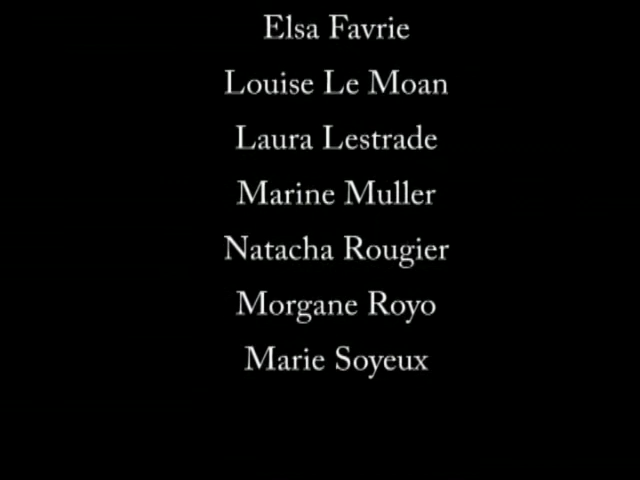 Elsa Favrie
Louise Le Moan
Laura Lestrade
Marine Muller
Natacha Rougier
Morgane Royo
Marie Soyeux